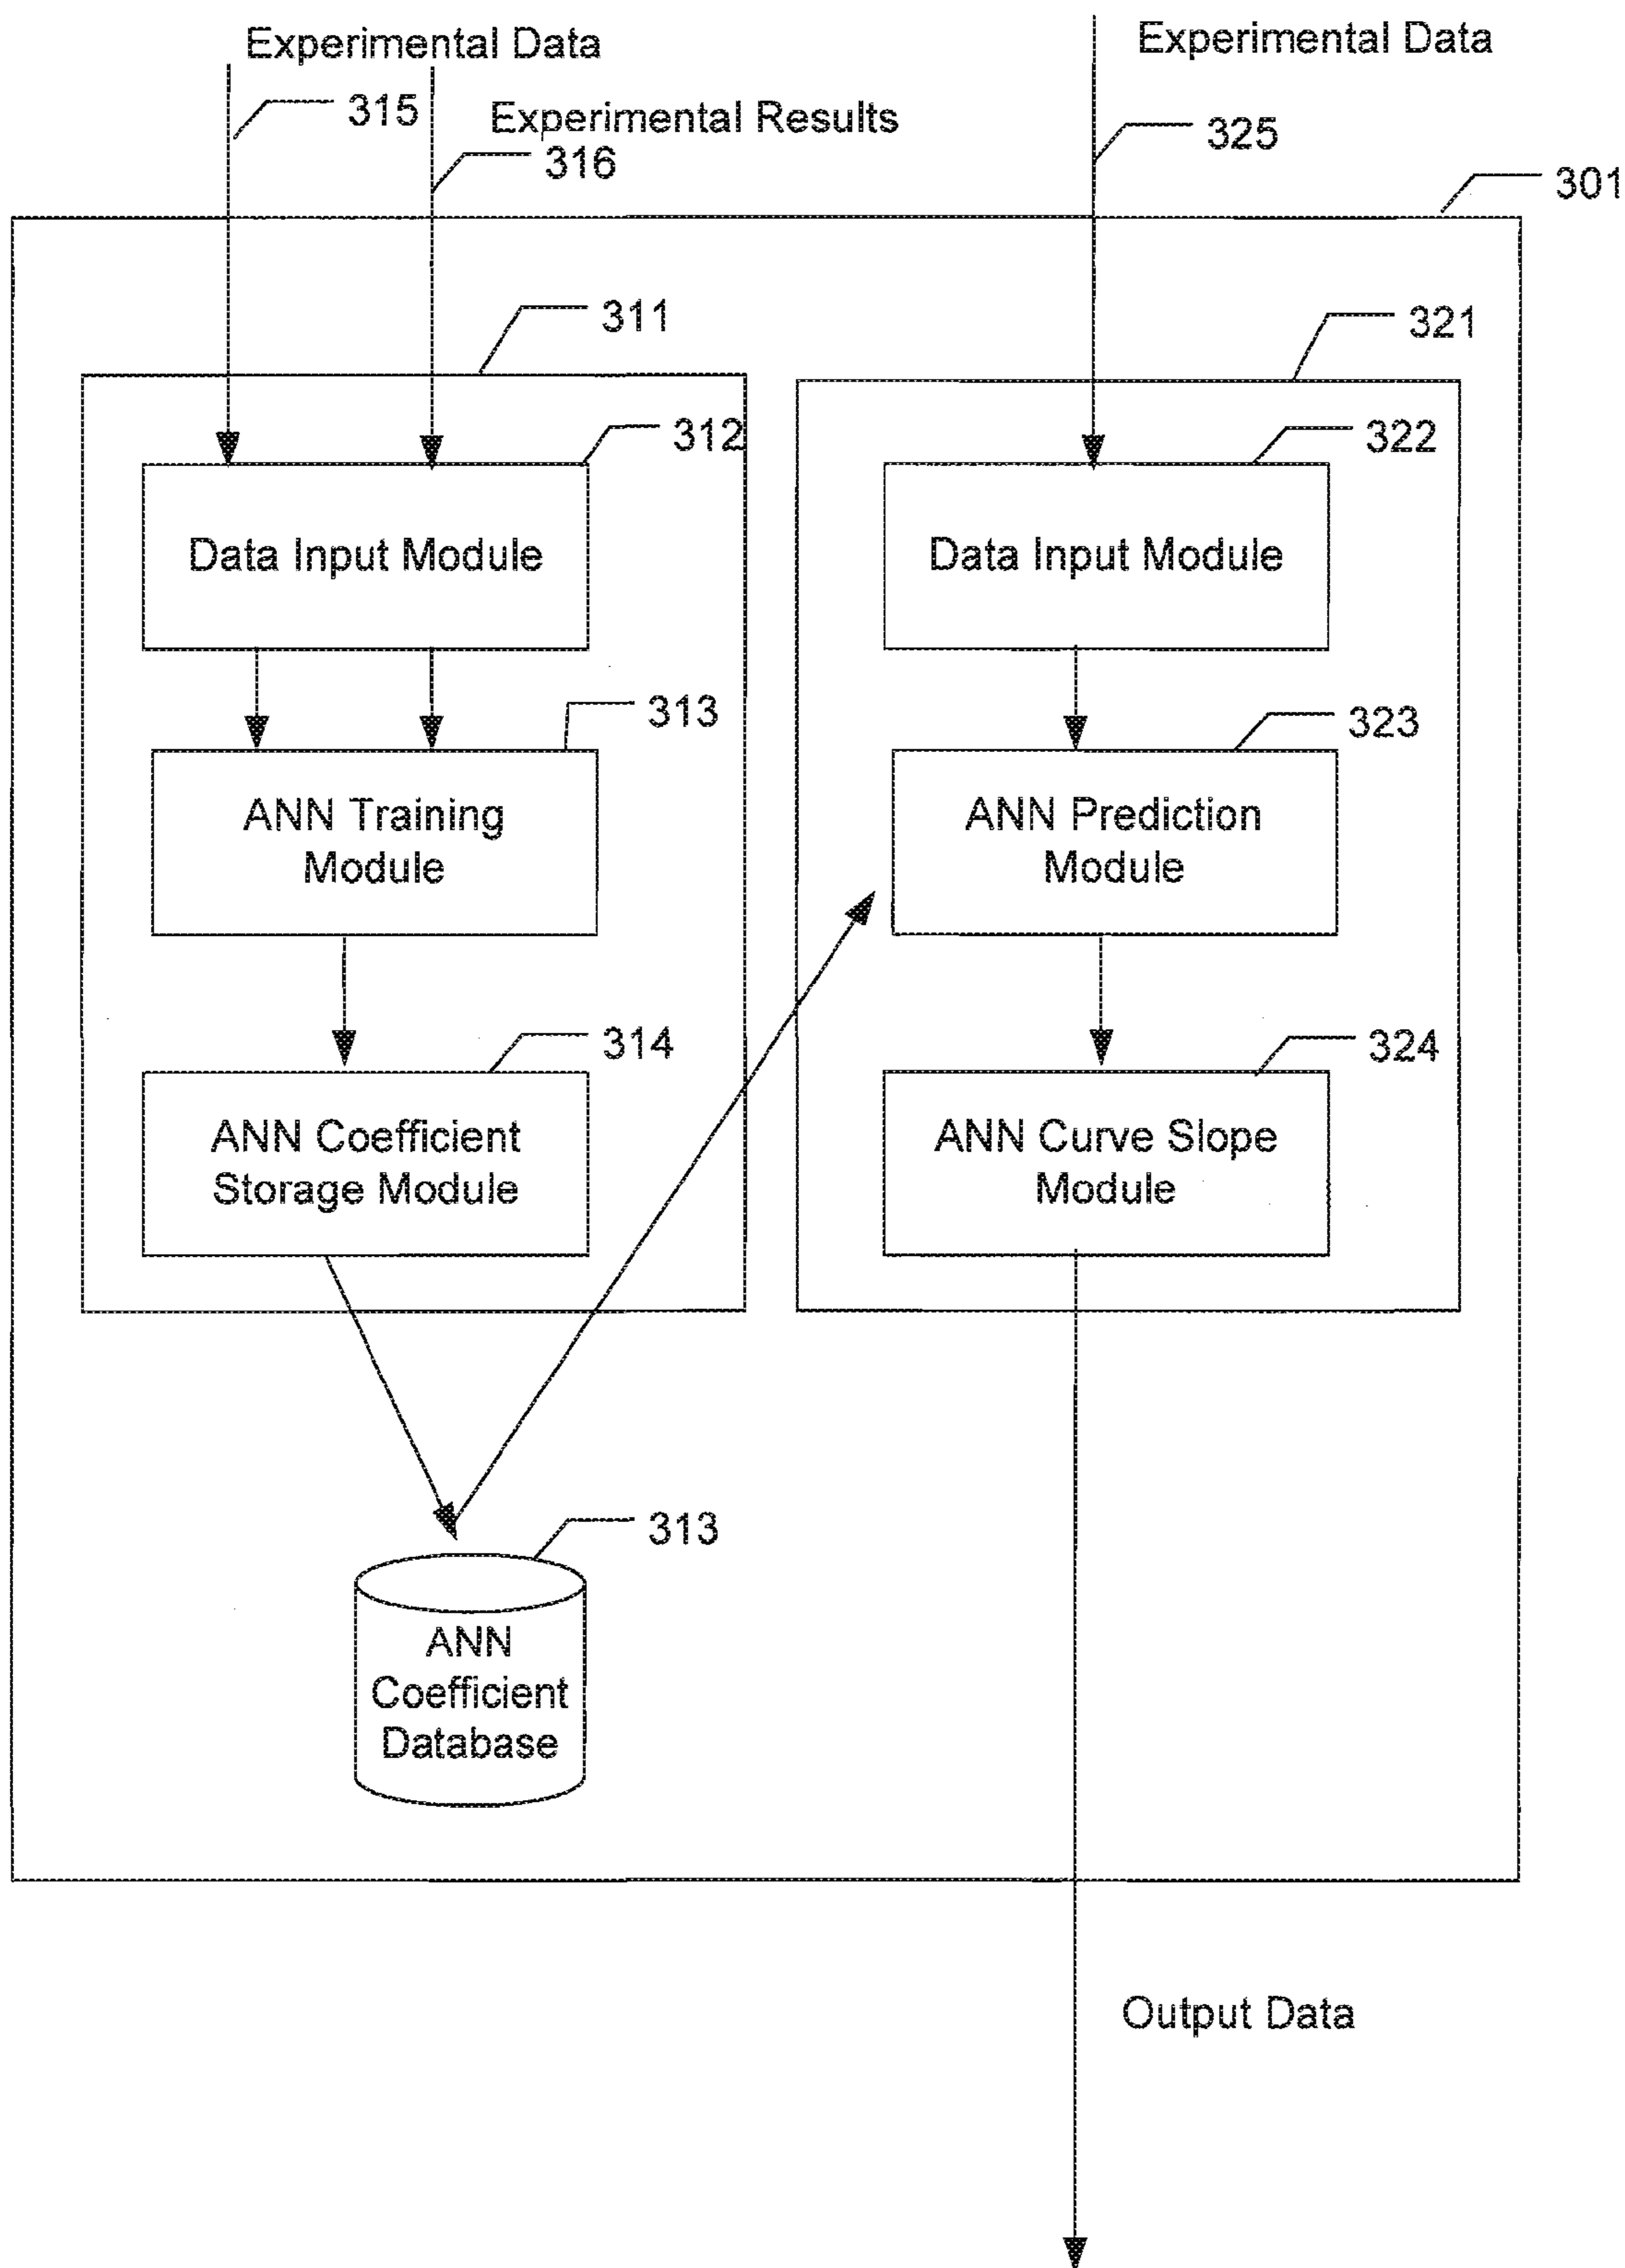 Experimental Data
Experimental Data
315
Experimental Results
316
325
301
311
321
312
322
Data Input Module
Data Input Module
313
323
ANN Training
Module
ANN Prediction
Module
314
324
ANN Coefficient
Storage Module
ANN Curve Slope
Module
313
ANN
Coefficient
Database
Output Data